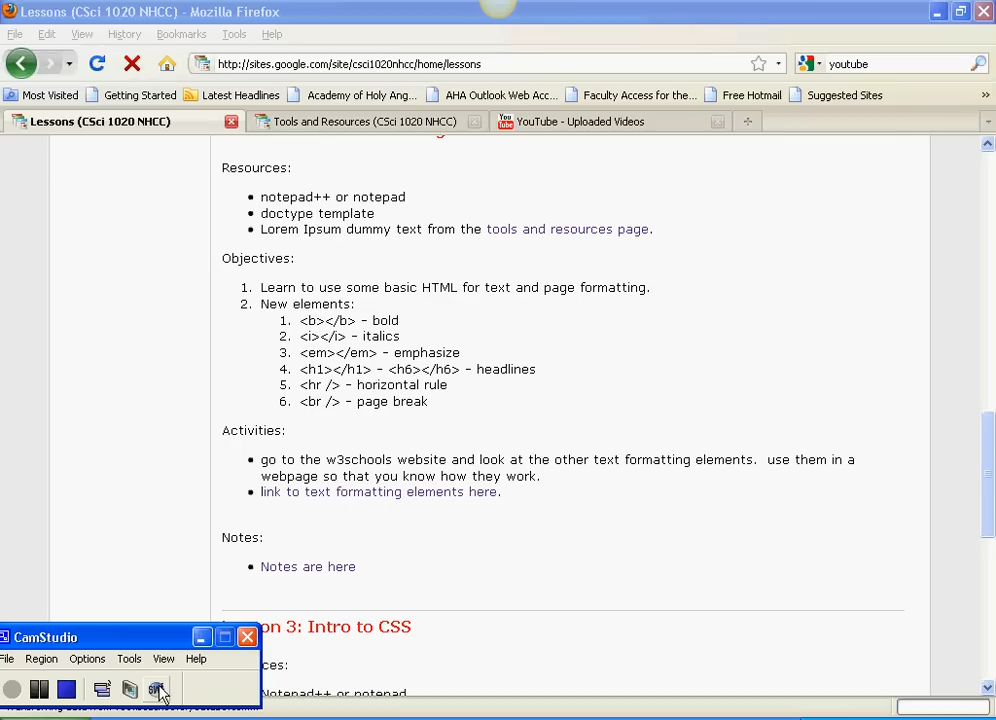 Lessons (CSci 1020 NHCC) - Mozilla Firefox
File Edit View History Bookmarks Tools Help
http://sites.google.com/site/csci1020nhcc/home/lessons
youtube
Most Visited Getting Started Latest Headlines Academy of Holy Ang... AHA Outlook Web Acc... Faculty Access for the... Free Hotmail Suggested Sites »
Lessons (CSci 1020 NHCC) Tools and Resources (CSci 1020 NHCC) You Tube YouTube - Uploaded Videos
Resources:
• notepad++ or notepad
• doctype template
• Lorem Ipsum dummy text from the tools and resources page.
Objectives:
1. Learn to use some basic HTML for text and page formatting.
2. New elements:
1. <b></b> - bold
2. <i></i> - italics
3. <em></em> - emphasize
4. <h1></h1> - <h6></h6> - headlines
5. <hr /> - horizontal rule
6. <br /> - page break
Activities:
• go to the w3schools website and look at the other text formatting elements.  use them in a
webpage so that you know how they work.
• link to text formatting elements here.
Notes:
• Notes are here
on 3: Intro to CSS
CamStudio
File Region Options Tools View Help
ces:
Notepad++ or notepad